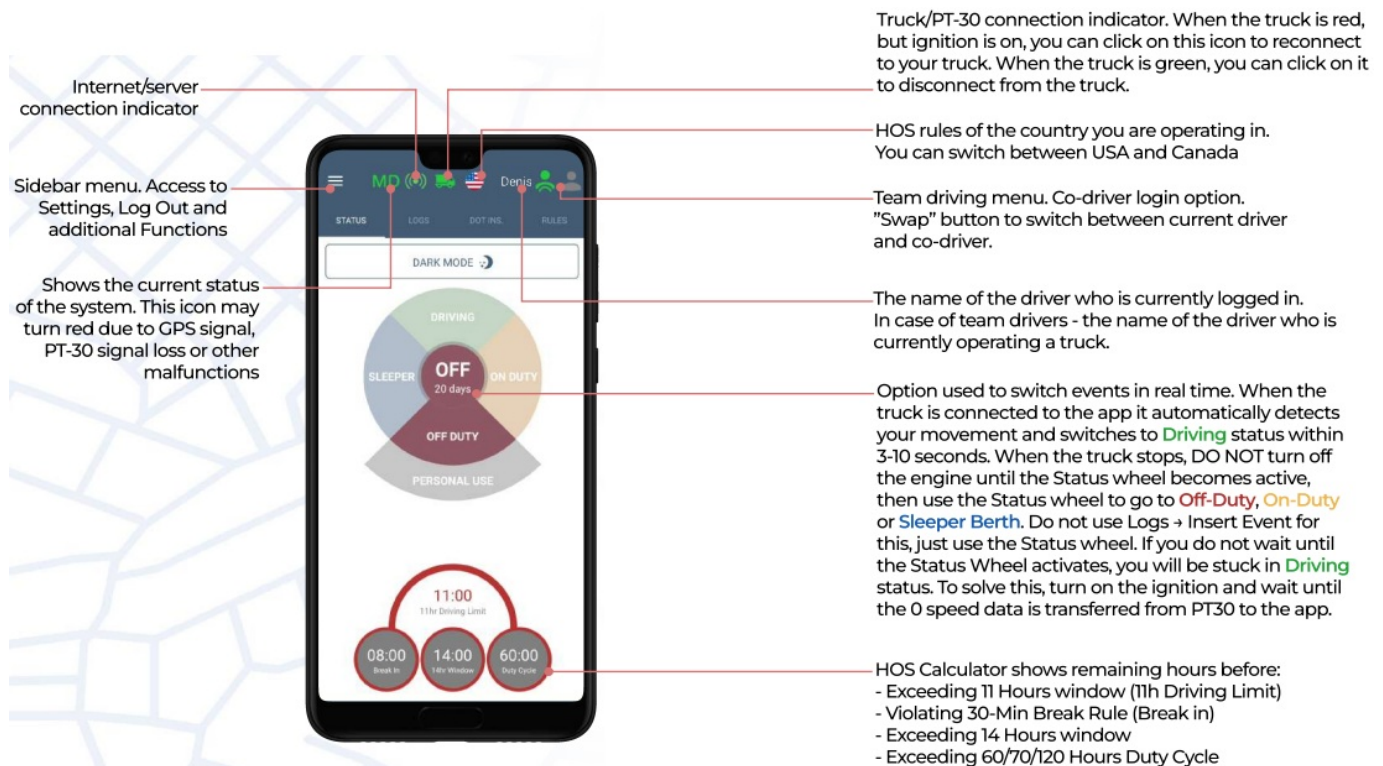 Internet/server
connection indicator
Sidebar menu. Access to
Settings, Log Out and
additional Functions
Shows the current status
of the system. This icon may
turn red due to GPS signal,
PT-30 signal loss or other
malfunctions
MD
Denis
STATUS
LOGS
DOT INS.
RULES
DARK MODE
DRIVING
SLEEPER
OFF
20 days
ON DUTY
OFF DUTY
PERSONAL USE
11:00
11hr Driving Limit
08:00
Break In
14:00
14hr Window
60:00
Duty Cycle
Truck/PT-30 connection indicator. When the truck is red,
but ignition is on, you can click on this icon to reconnect
to your truck. When the truck is green, you can click on it
to disconnect from the truck.
HOS rules of the country you are operating in.
You can switch between USA and Canada
Team driving menu. Co-driver login option.
”Swap” button to switch between current driver
and co-driver.
The name of the driver who is currently logged in.
In case of team drivers - the name of the driver who is
currently operating a truck.
Option used to switch events in real time. When the
truck is connected to the app it automatically detects
your movement and switches to Driving status within
3-10 seconds. When the truck stops, DO NOT turn off
the engine until the Status wheel becomes active,
then use the Status wheel to go to Off-Duty, On-Duty
or Sleeper Berth. Do not use Logs → Insert Event for
this, just use the Status wheel. If you do not wait until
the Status Wheel activates, you will be stuck in Driving
status. To solve this, turn on the ignition and wait until
the 0 speed data is transferred from PT30 to the app.
HOS Calculator shows remaining hours before:
- Exceeding 11 Hours window (11h Driving Limit)
- Violating 30-Min Break Rule (Break in)
- Exceeding 14 Hours window
- Exceeding 60/70/120 Hours Duty Cycle